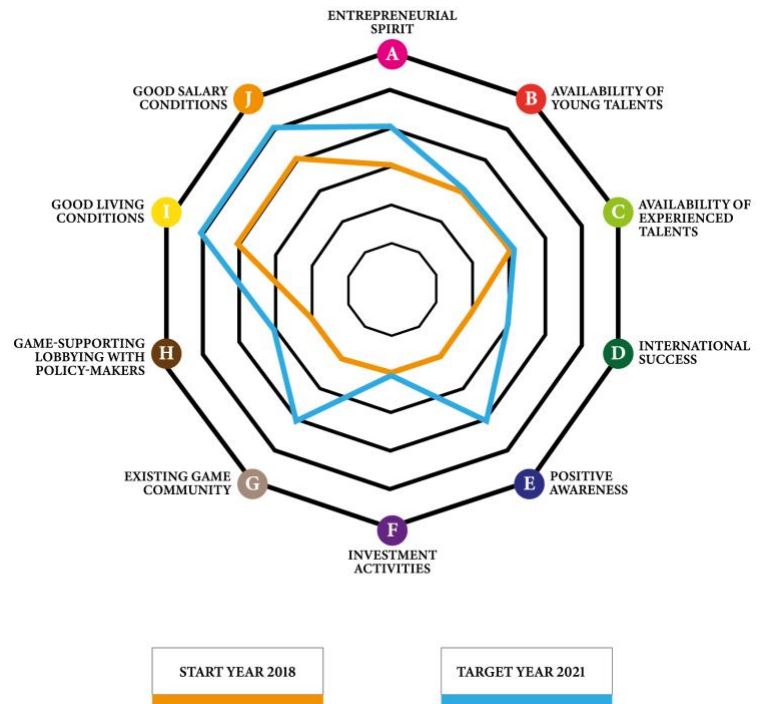 ENTREPRENEURIAL
SPIRIT
A
GOOD SALARY
CONDITIONS
J
B
AVAILABILITY OF
YOUNG TALENTS
GOOD LIVING
CONDITIONS
I
C
AVAILABILITY OF
EXPERIENCED
TALENTS
GAME-SUPPORTING
LOBBYING WITH
POLICY-MAKERS
H
D
INTERNATIONAL
SUCCESS
EXISTING GAME
COMMUNITY
G
E
POSITIVE
AWARENESS
F
INVESTMENT
ACTIVITIES
START YEAR 2018
TARGET YEAR 2021